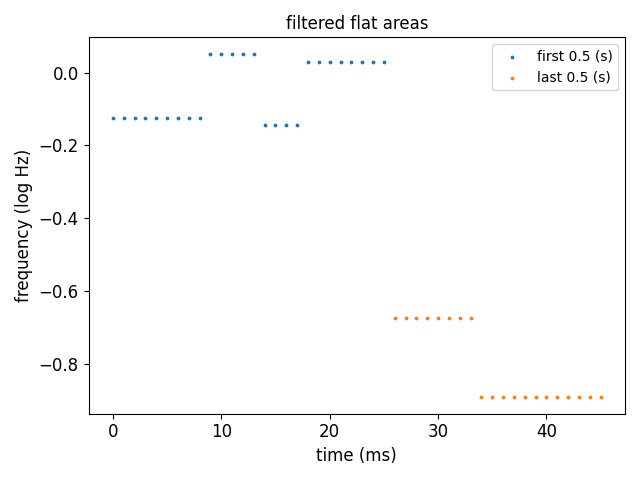 filtered flat areas
first 0.5 (s)
last 0.5 (s)
frequency (log Hz)
0.0
−0.2
−0.4
−0.6
−0.8
0 10 20 30 40
time (ms)